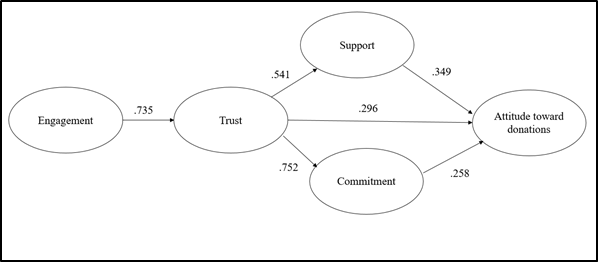 Support
.541
.349
.735
.296
Engagement
Trust
Attitude toward
donations
.752
.258
Commitment